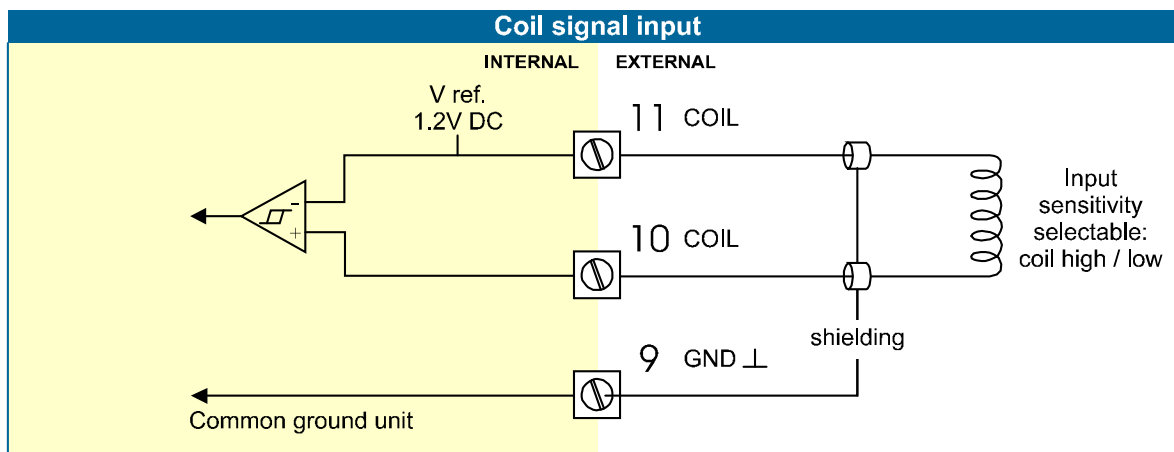 Coil signal input
INTERNAL
EXTERNAL
V ref.
1.2V DC
11 COIL
-
+
10 COIL
Input
sensitivity
selectable:
coil high / low
shielding
9 GND ⊥
Common ground unit